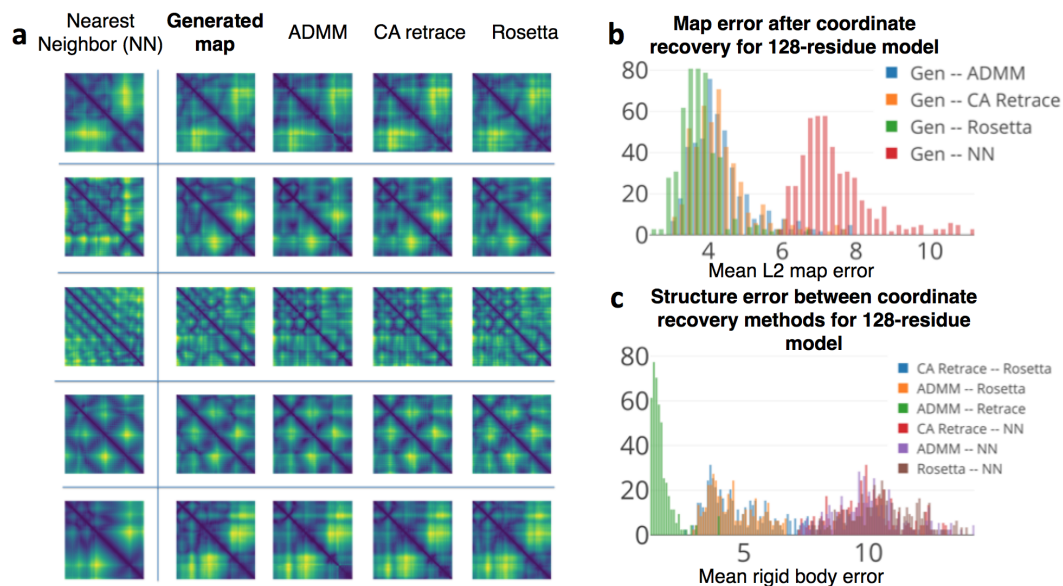 a
Nearest
Neighbor (NN)
Generated
map
ADMM
CA retrace
Rosetta
b
Map error after coordinate
recovery for 128-residue model
80
60
40
20
0
4
6
8
10
Mean L2 map error
Gen -- ADMM
Gen -- CA Retrace
Gen -- Rosetta
Gen -- NN
c
Structure error between coordinate
recovery methods for 128-residue
model
80
60
40
20
0
5
10
Mean rigid body error
CA Retrace -- Rosetta
ADMM -- Rosetta
ADMM -- Retrace
CA Retrace -- NN
ADMM -- NN
Rosetta -- NN